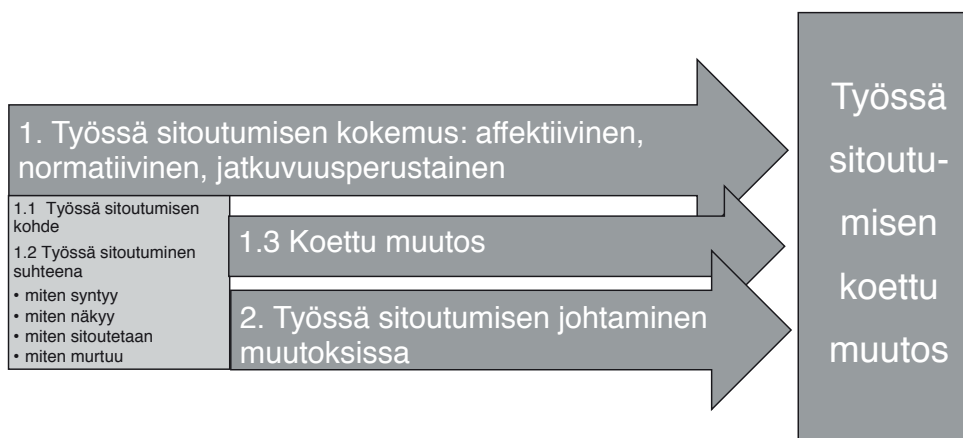 1. Työssä sitoutumisen kokemus: affektiivinen,
normatiivinen, jatkuvuusperustainen
1.1 Työssä sitoutumisen
kohde
1.2 Työssä sitoutuminen
suhteena
• miten syntyy
• miten näkyy
• miten sitoutetaan
• miten murtuu
1.3 Koettu muutos
2. Työssä sitoutumisen johtaminen
muutoksissa
Työssä
sitoutu-
misen
koettu
muutos